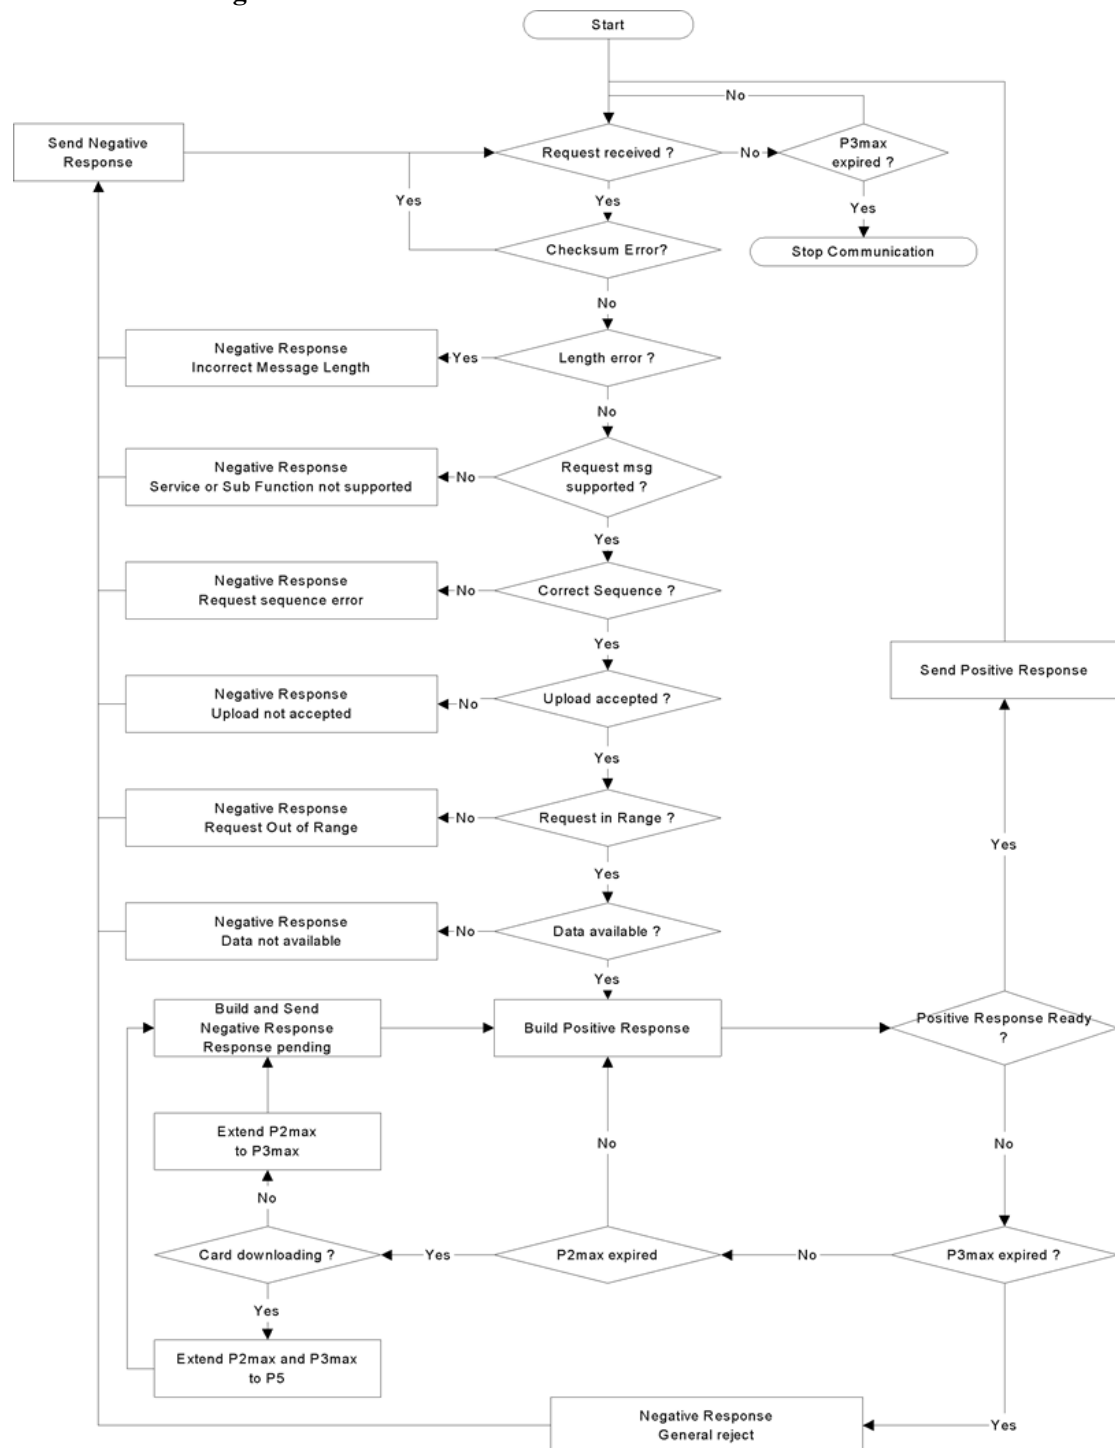 Start
No
Send Negative
Response
Request received ?
No
P3max
expired ?
Yes
Yes
Yes
Checksum Error?
Stop Communication
No
Negative Response
Incorrect Message Length
Yes
Length error ?
No
Negative Response
Service or Sub Function not supported
No
Request msg
supported ?
Yes
Negative Response
Request sequence error
No
Correct Sequence ?
Yes
Send Positive Response
Negative Response
Upload not accepted
No
Upload accepted ?
Yes
Negative Response
Request Out of Range
No
Request in Range ?
Yes
Yes
Negative Response
Data not available
No
Data available ?
Yes
Build and Send
Negative Response
Response pending
Build Positive Response
Positive Response Ready
?
Extend P2max
to P3max
No
No
No
Card downloading ?
Yes
P2max expired
No
P3max expired ?
Yes
Extend P2max and P3max
to P5
Negative Response
General reject
Yes